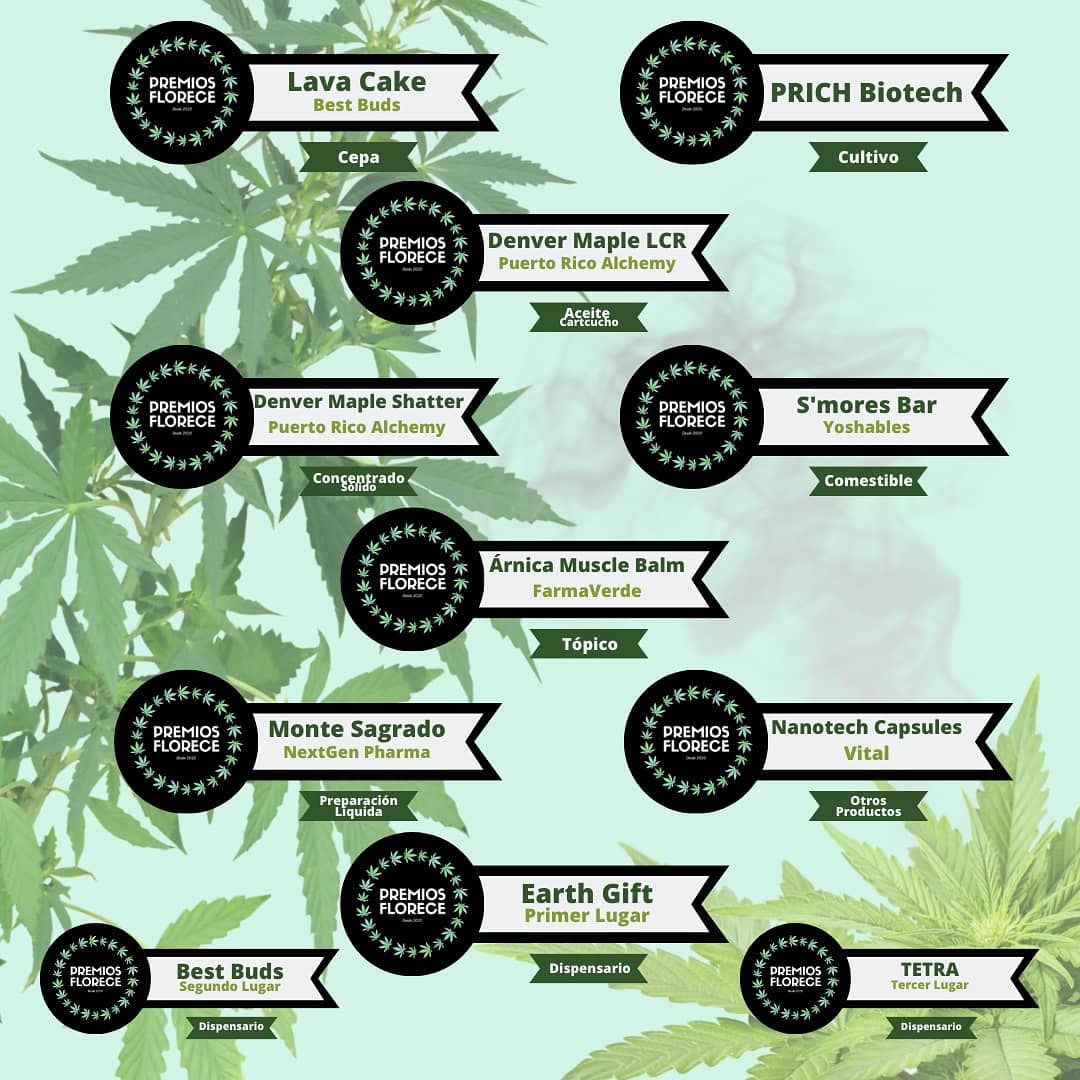 PREMIOS
FLORECE
Desde 2020
Lava Cake
Best Buds
Cepa
PREMIOS
FLORECE
Desde 2020
PRICH Biotech
Cultivo
PREMIOS
FLORECE
Desde 2020
Denver Maple LCR
Puerto Rico Alchemy
Aceite
Cartcucho
PREMIOS
FLORECE
Desde 2020
Denver Maple Shatter
Puerto Rico Alchemy
Concentrado
Sólido
PREMIOS
FLORECE
Desde 2020
S'mores Bar
Yoshables
Comestible
PREMIOS
FLORECE
Desde 2020
Árnica Muscle Balm
FarmaVerde
Tópico
PREMIOS
FLORECE
Desde 2020
Monte Sagrado
NextGen Pharma
Preparación
Liquida
PREMIOS
FLORECE
Desde 2020
Nanotech Capsules
Vital
Otros
Productos
PREMIOS
FLORECE
Desde 2020
Earth Gift
Primer Lugar
Dispensario
PREMIOS
FLORECE
Desde 2020
Best Buds
Segundo Lugar
Dispensario
PREMIOS
FLORECE
Desde 2020
TETRA
Tercer Lugar
Dispensario